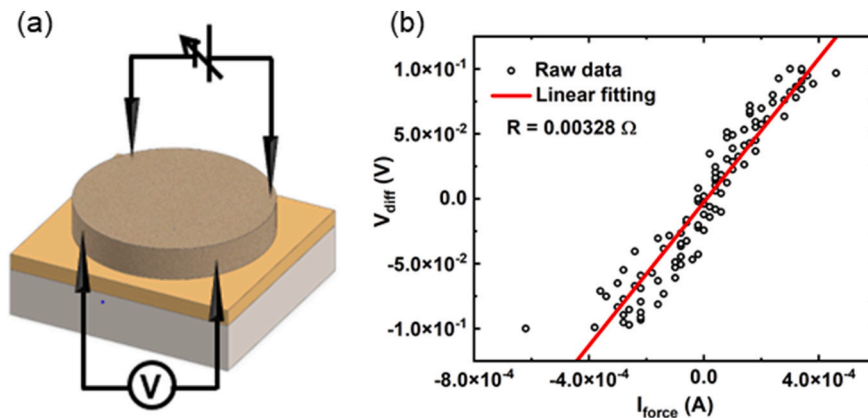 (a)
V
(b)
Raw data
Linear fitting
R = 0.00328 Ω
1.0×10⁻¹
5.0×10⁻²
0.0
-5.0×10⁻²
-1.0×10⁻¹
V_diff (V)
-8.0×10⁻⁴ -4.0×10⁻⁴ 0.0 4.0×10⁻⁴
I_force (A)